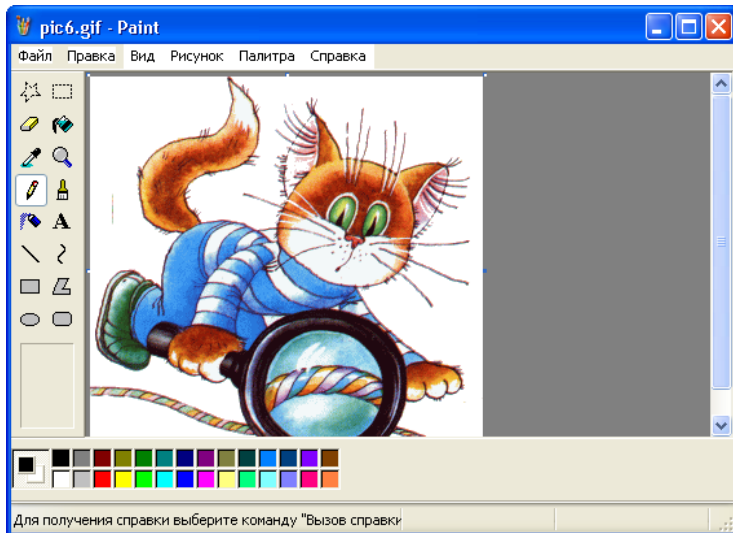 pic6.gif - Paint
Файл Правка Вид Рисунок Палитра Справка
A
Для получения справки выберите команду "Вызов справки